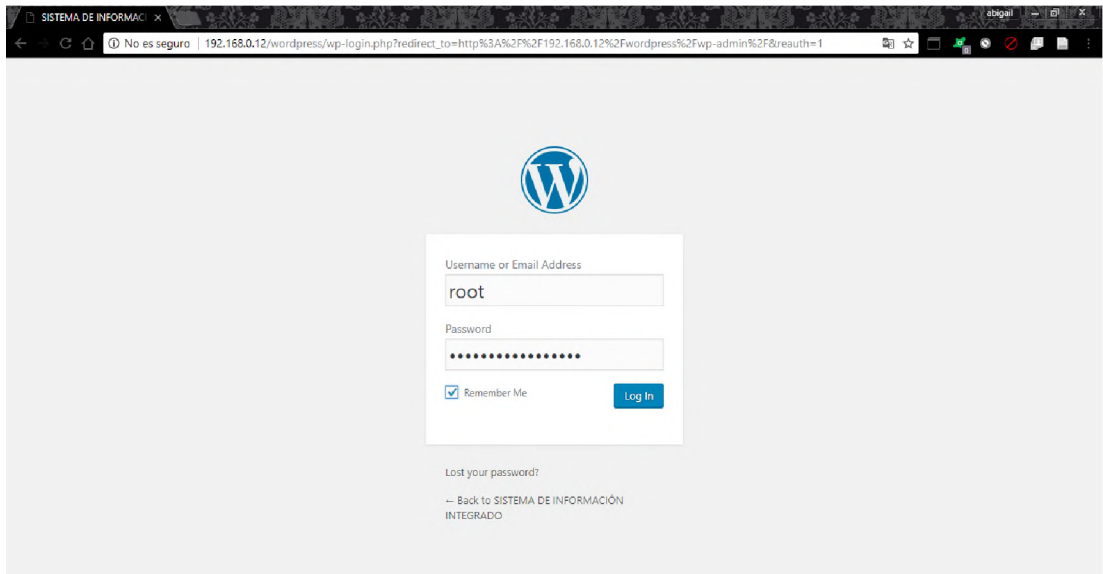 SISTEMA DE INFORMACI
abigail
No es seguro
192.168.0.12/wordpress/wp-login.php?redirect_to=http%3A%2F%2F192.168.0.12%2Fwordpress%2Fwp-admin%2F&reauth=1
0
Username or Email Address
root
Password
•••••••••••••••••
Remember Me
Log In
Lost your password?
← Back to SISTEMA DE INFORMACIÓN
INTEGRADO